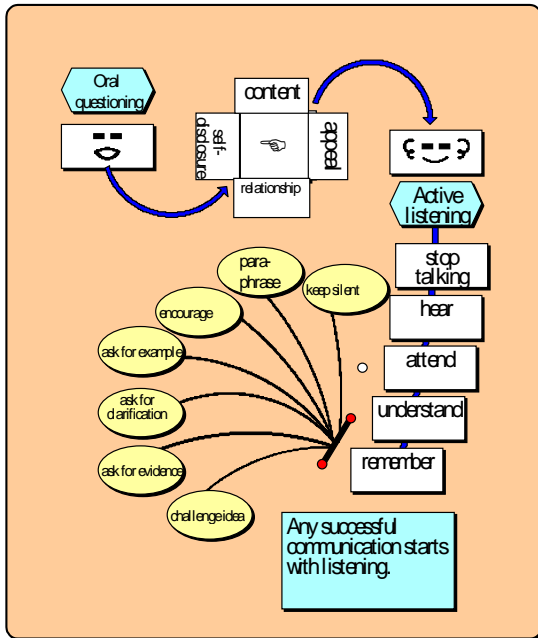 Oral
questioning
content
self-
disclosure
appeal
relationship
Active
listening
stop
talking
hear
attend
understand
remember
para-
phrase
keep silent
encourage
ask for example
ask for
clarification
ask for evidence
challenge idea
Any successful
communication starts
with listening.